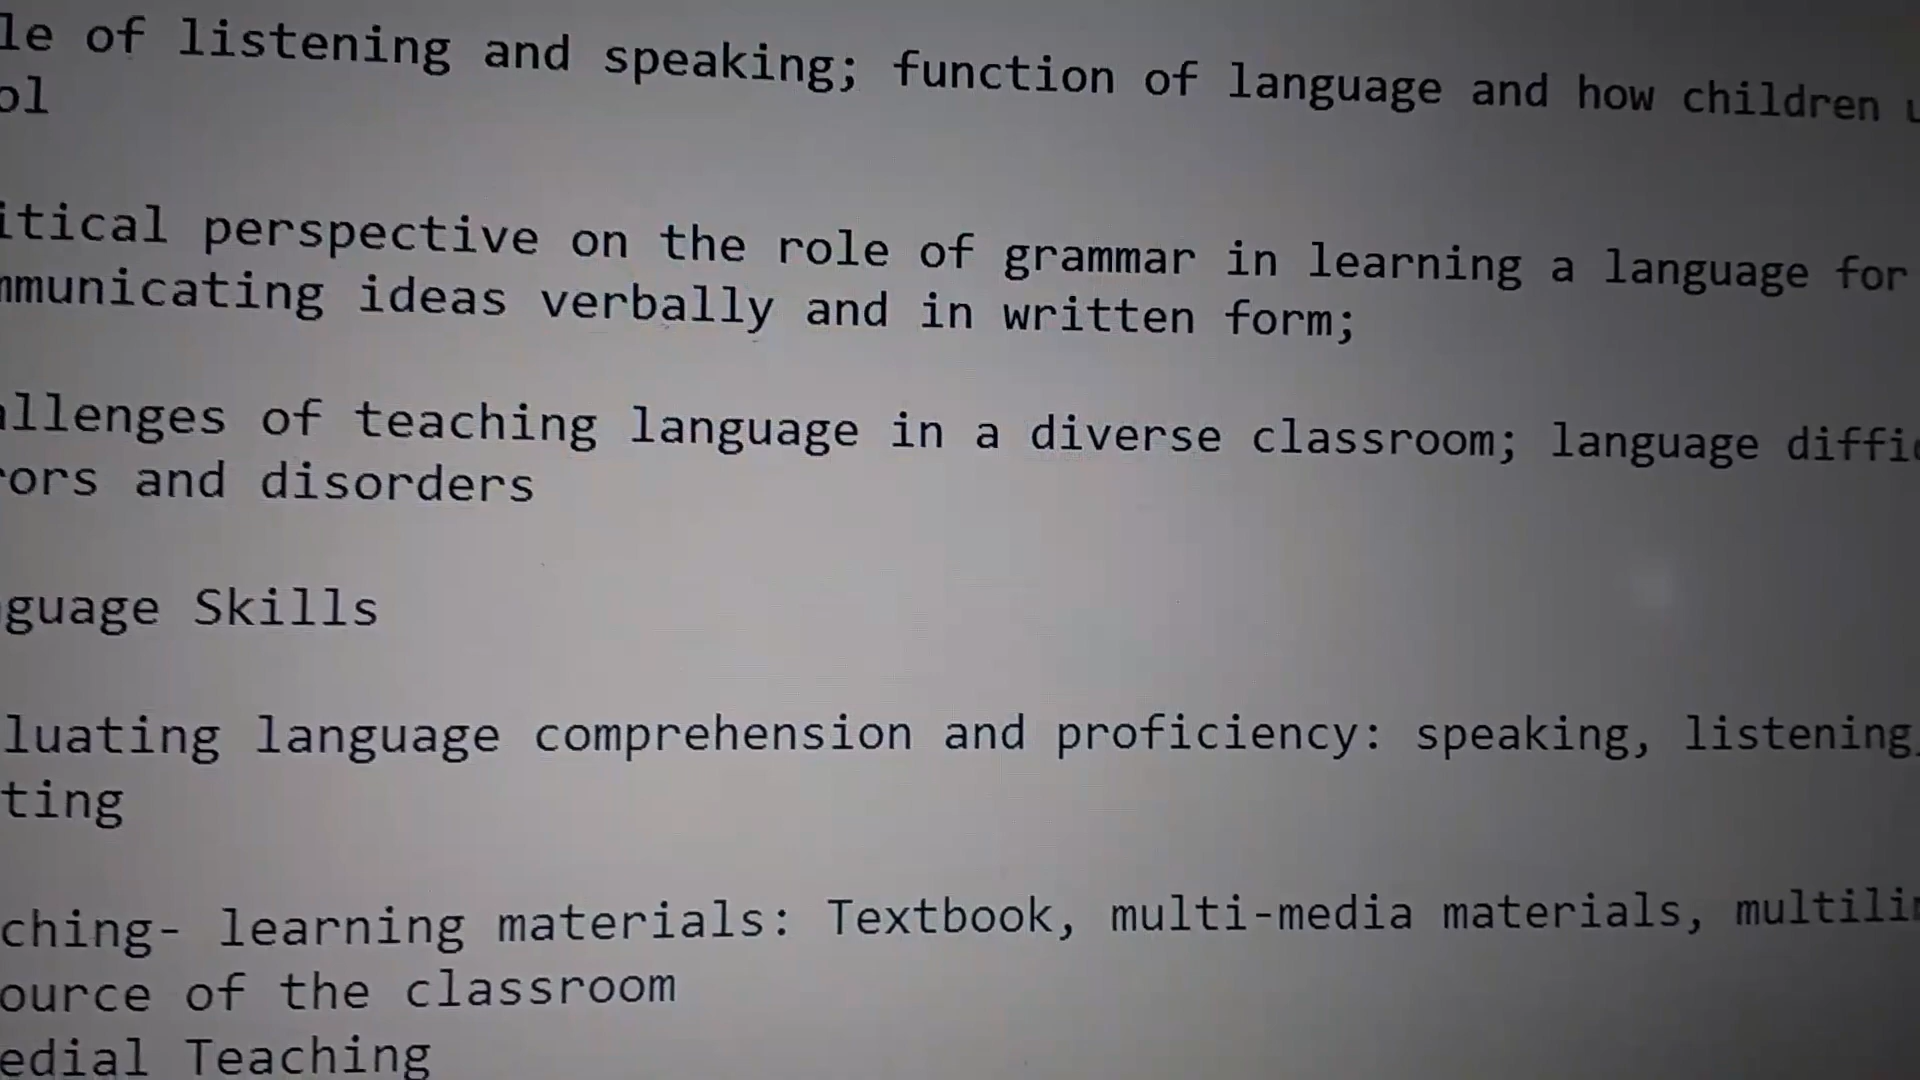 le of listening and speaking; function of language and how children
ol
itical perspective on the role of grammar in learning a language for
mmunicating ideas verbally and in written form;
allenges of teaching language in a diverse classroom; language diffic
rors and disorders
guage Skills
luating language comprehension and proficiency: speaking, listening,
ting
ching- learning materials: Textbook, multi-media materials, multilin
ource of the classroom
edial Teaching